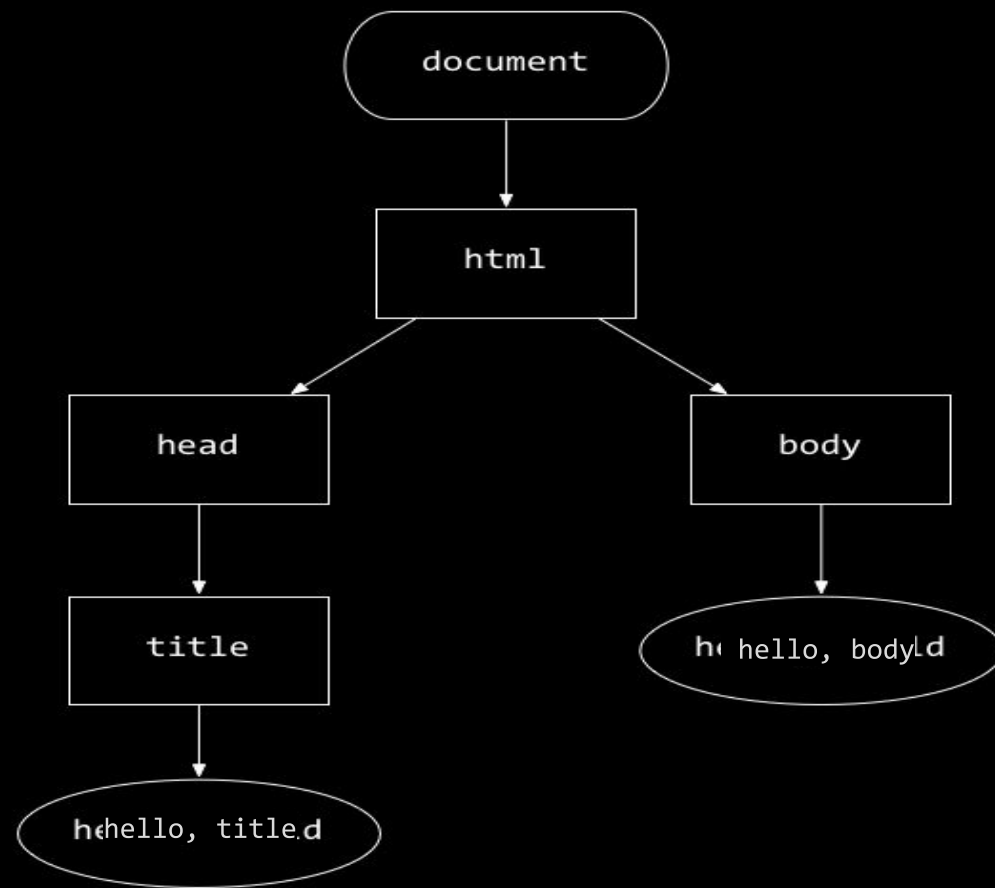 document
html
head
body
title
hello, body
hello, title